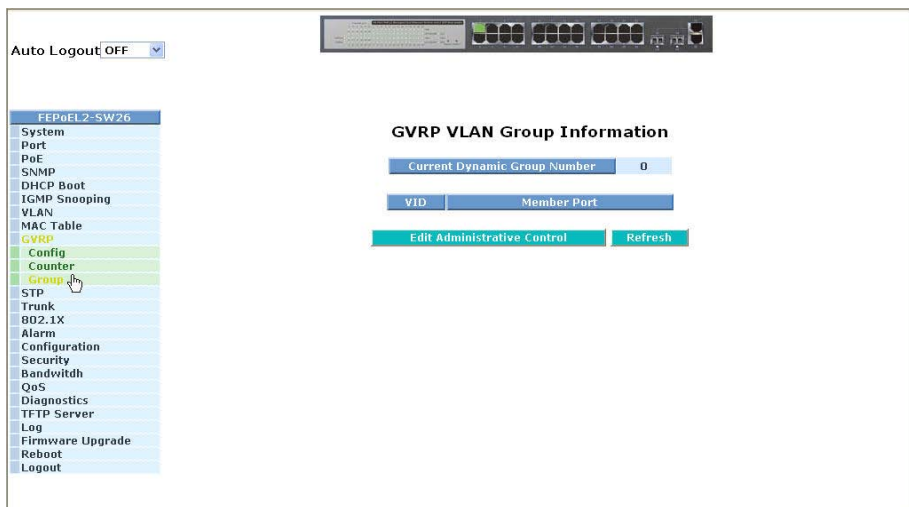 Auto Logout OFF
FEPoEL2-SW26
System
Port
PoE
SNMP
DHCP Boot
IGMP Snooping
VLAN
MAC Table
GVRP
Config
Counter
Group
STP
Trunk
802.1X
Alarm
Configuration
Security
Bandwitdh
QoS
Diagnostics
TFTP Server
Log
Firmware Upgrade
Reboot
Logout
GVRP VLAN Group Information
Current Dynamic Group Number 0
VID Member Port
Edit Administrative Control Refresh